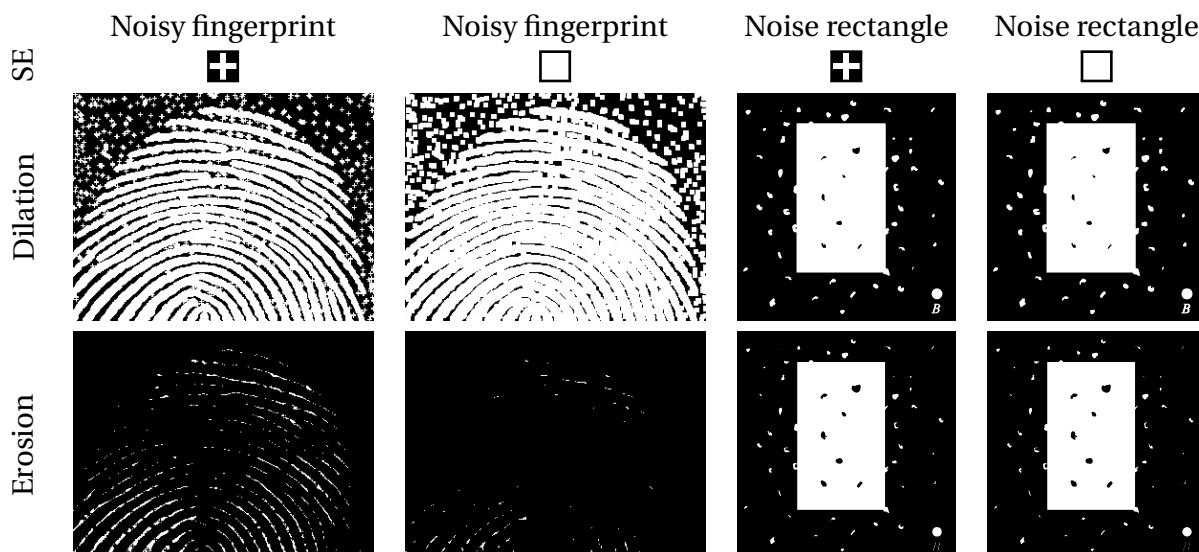 Noisy fingerprint Noisy fingerprint Noise rectangle Noise rectangle
SE
Dilation
B B
Erosion